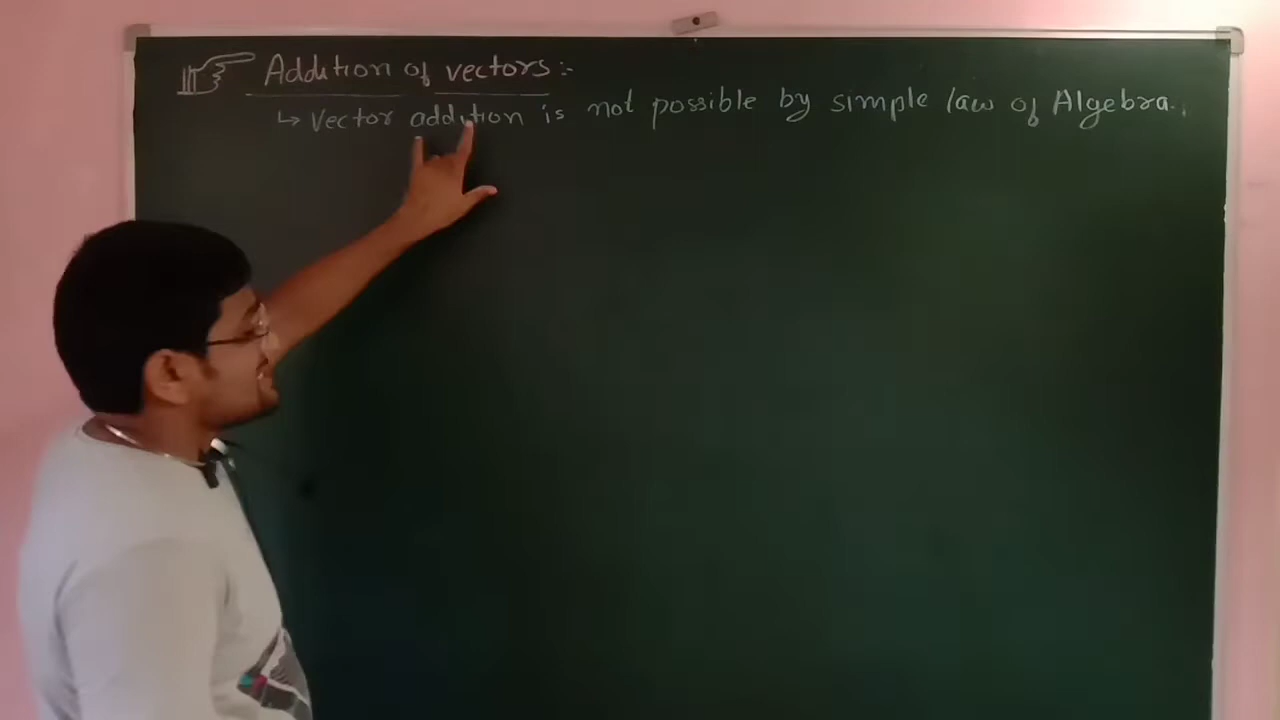 Addition of vectors :-
↳ Vector addition is not possible by simple law of Algebra.